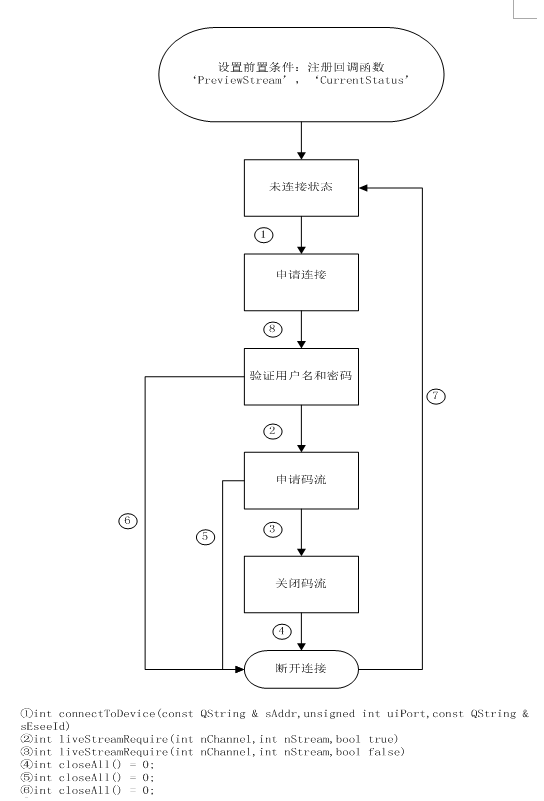 设置前置条件：注册回调函数
‘PreviewStream’，‘CurrentStatus’
未连接状态
①
申请连接
⑧
验证用户名和密码
⑦
②
申请码流
⑥
⑤
③
关闭码流
④
断开连接
①int connectToDevice(const QString & sAddr,unsigned int uiPort,const QString &
sEseeId)
②int liveStreamRequire(int nChannel,int nStream,bool true)
③int liveStreamRequire(int nChannel,int nStream,bool false)
④int closeAll() = 0;
⑤int closeAll() = 0;
⑥int closeAll() = 0;